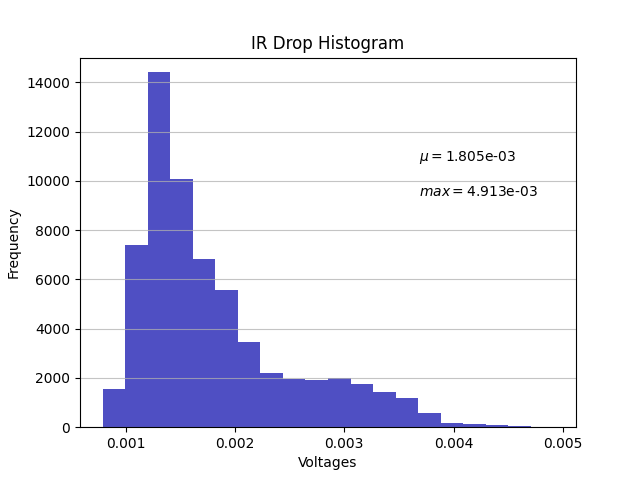 IR Drop Histogram
14000
12000
10000
8000
6000
4000
2000
0
Frequency
μ = 1.805e-03
max = 4.913e-03
0.001 0.002 0.003 0.004 0.005
Voltages